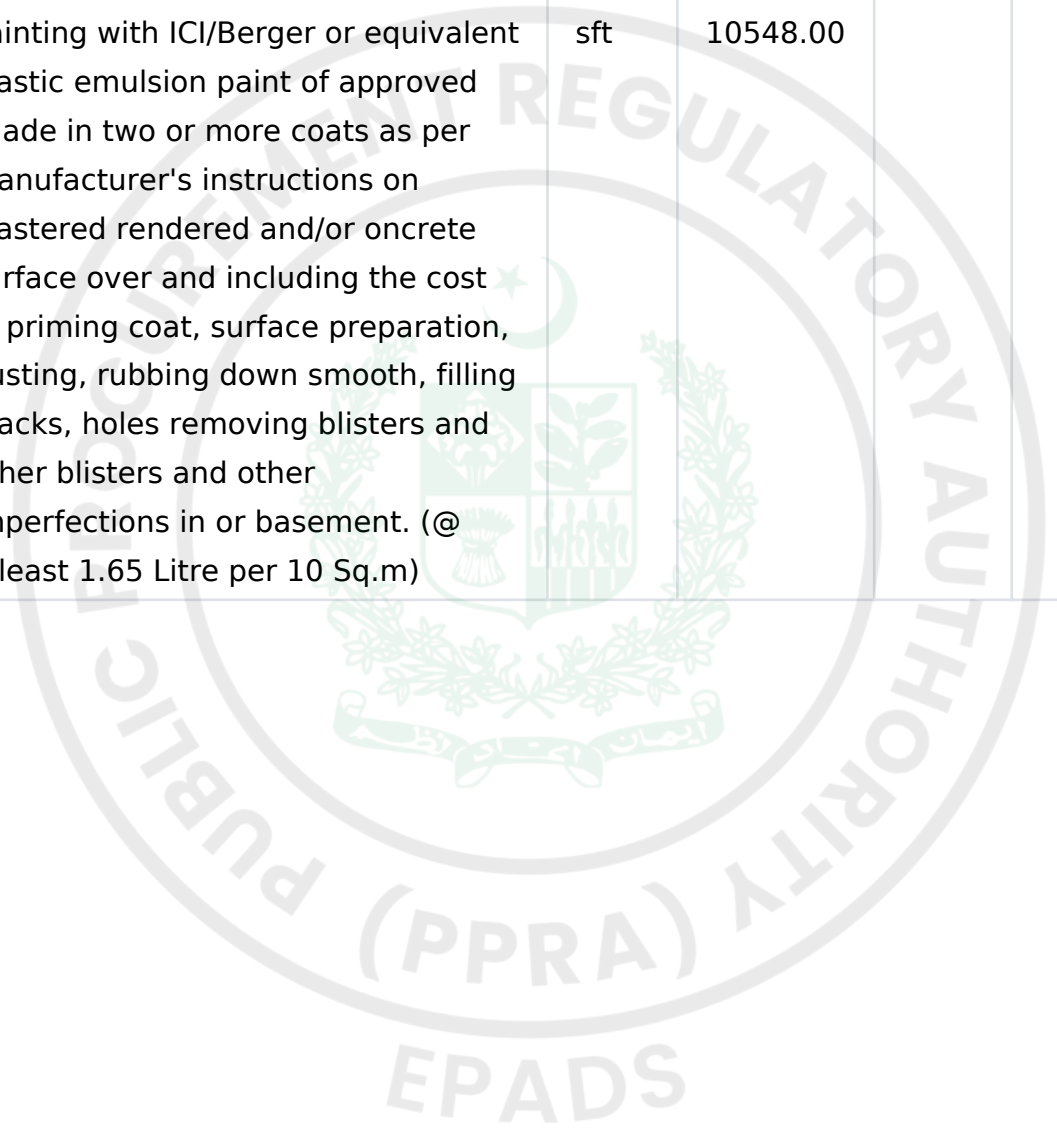 ainting with ICI/Berger or equivalent sft 10548.00
astic emulsion paint of approved
ade in two or more coats as per
anufacturer's instructions on
astered rendered and/or oncrete
rface over and including the cost
priming coat, surface preparation,
usting, rubbing down smooth, filling
acks, holes removing blisters and
her blisters and other
perfections in or basement. (@
least 1.65 Litre per 10 Sq.m)
PUBLIC PROCUREMENT REGULATORY AUTHORITY
(PPRA)
EPADS